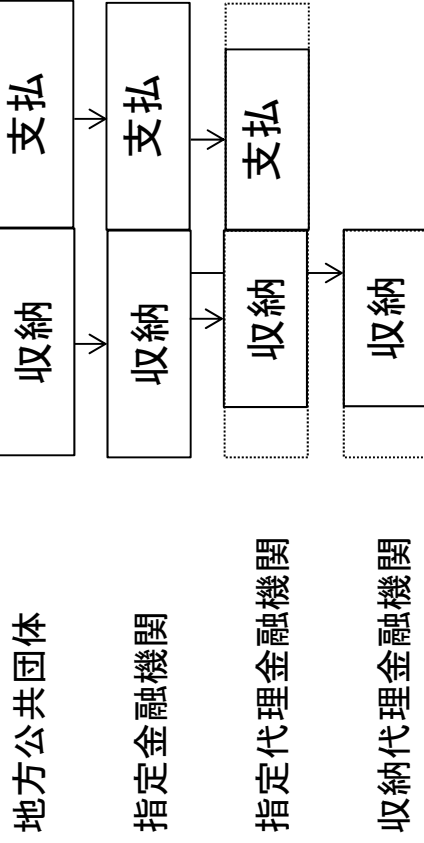 地方公共団体
収納
支払
指定金融機関
収納
支払
指定代理金融機関
収納
支払
収納代理金融機関
収納